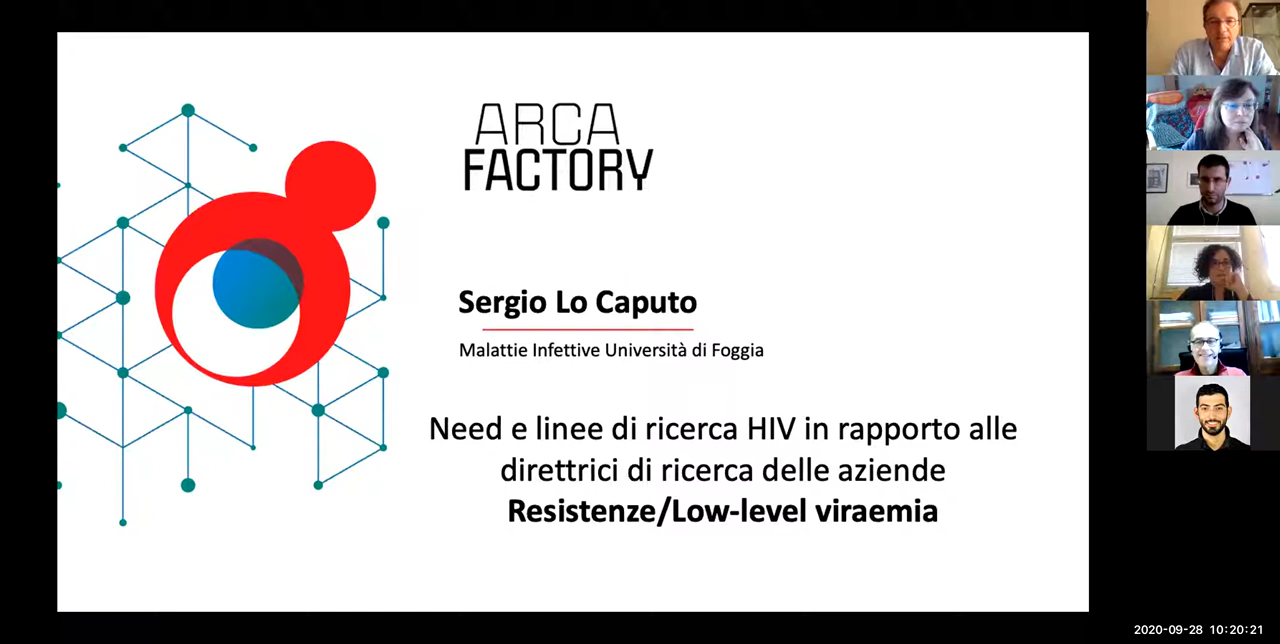 ARCA
FACTORY
Sergio Lo Caputo
Malattie Infettive Università di Foggia
Need e linee di ricerca HIV in rapporto alle
direttrici di ricerca delle aziende
Resistenze/Low-level viraemia
2020-09-28 10:20:21